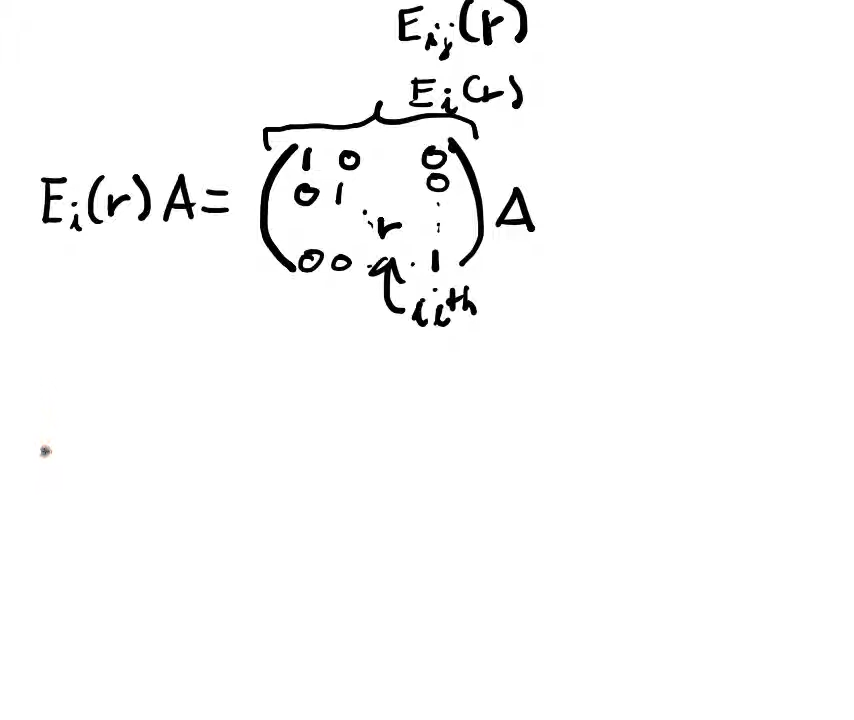 E_{ij}(r)
E_i(r)
E_i(r) A = ( 1 0 0
0 1 0
⋱ r ⋮
0 0 . . 1 ) A
i i^{th}